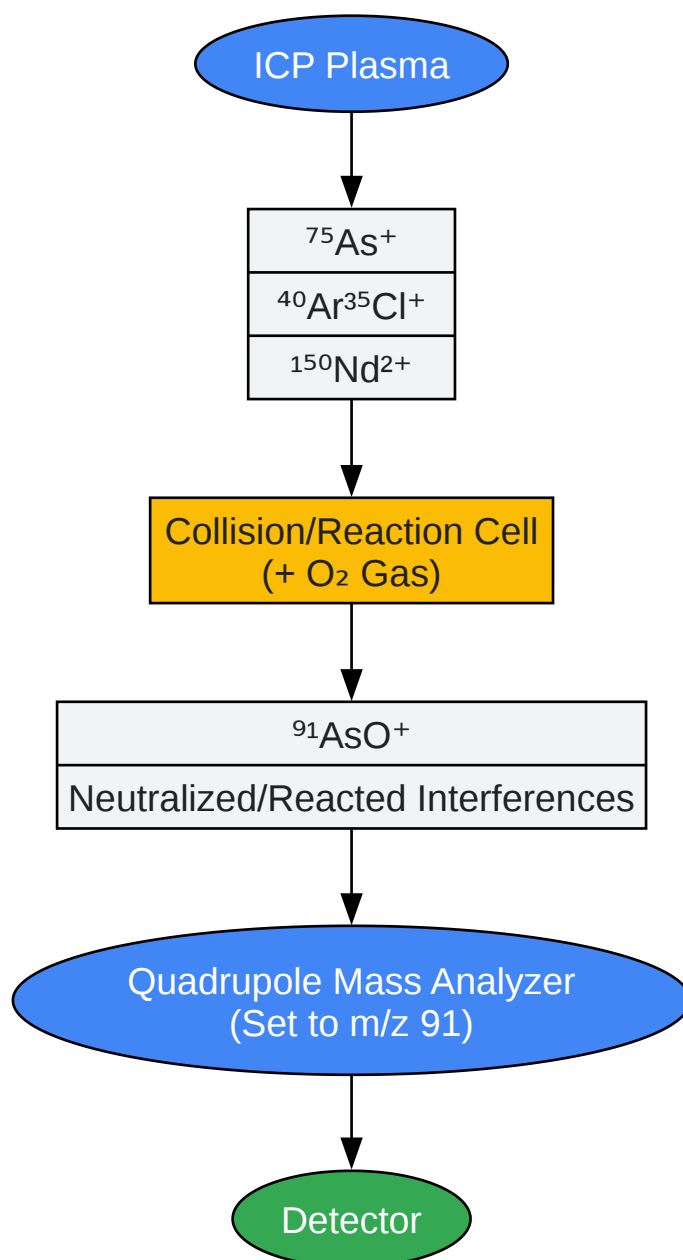 ICP Plasma
⁷⁵As⁺
⁴⁰Ar³⁵Cl⁺
¹⁵⁰Nd²⁺
Collision/Reaction Cell
(+ O₂ Gas)
⁹¹AsO⁺
Neutralized/Reacted Interferences
Quadrupole Mass Analyzer
(Set to m/z 91)
Detector